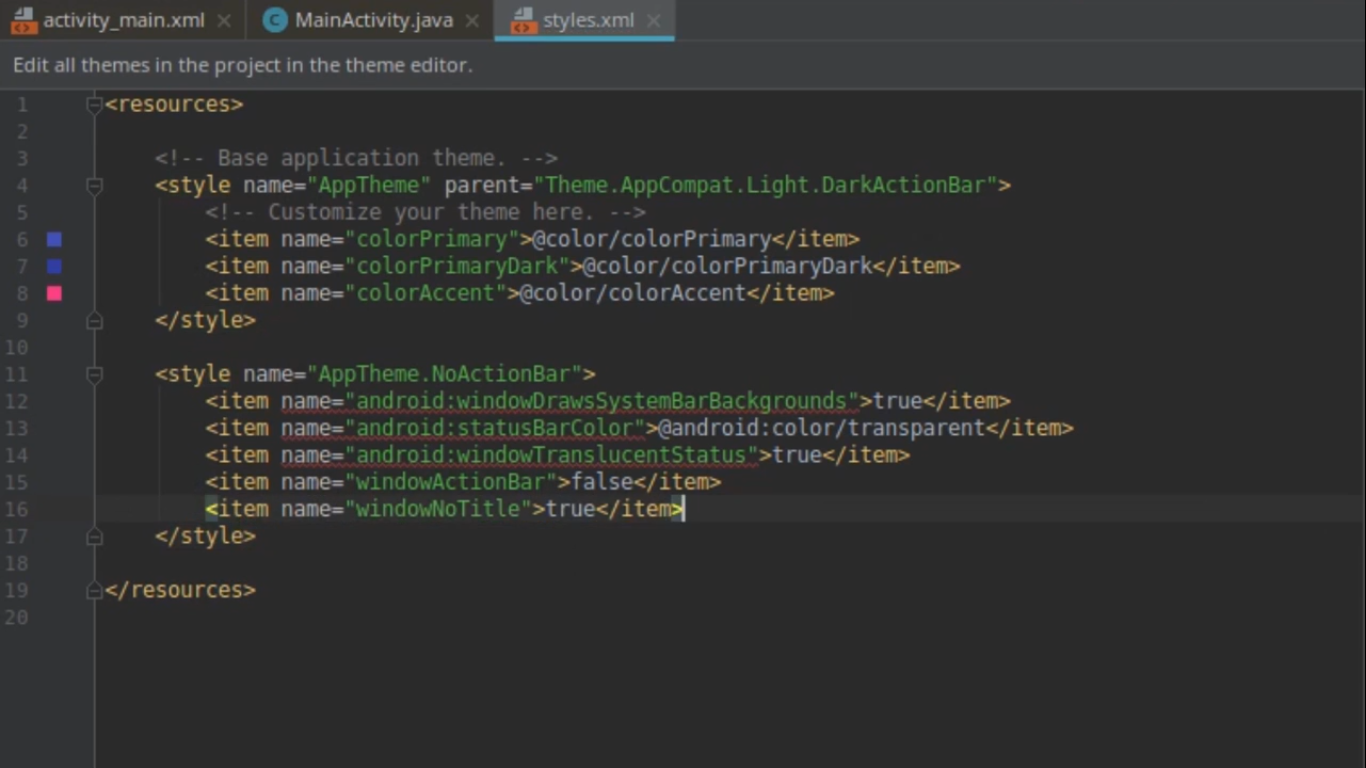 activity_main.xml MainActivity.java styles.xml
Edit all themes in the project in the theme editor.
1 <resources>
2
3     <!-- Base application theme. -->
4     <style name="AppTheme" parent="Theme.AppCompat.Light.DarkActionBar">
5         <!-- Customize your theme here. -->
6         <item name="colorPrimary">@color/colorPrimary</item>
7         <item name="colorPrimaryDark">@color/colorPrimaryDark</item>
8         <item name="colorAccent">@color/colorAccent</item>
9     </style>
10
11     <style name="AppTheme.NoActionBar">
12         <item name="android:windowDrawsSystemBarBackgrounds">true</item>
13         <item name="android:statusBarColor">@android:color/transparent</item>
14         <item name="android:windowTranslucentStatus">true</item>
15         <item name="windowActionBar">false</item>
16         <item name="windowNoTitle">true</item>
17     </style>
18
19 </resources>
20